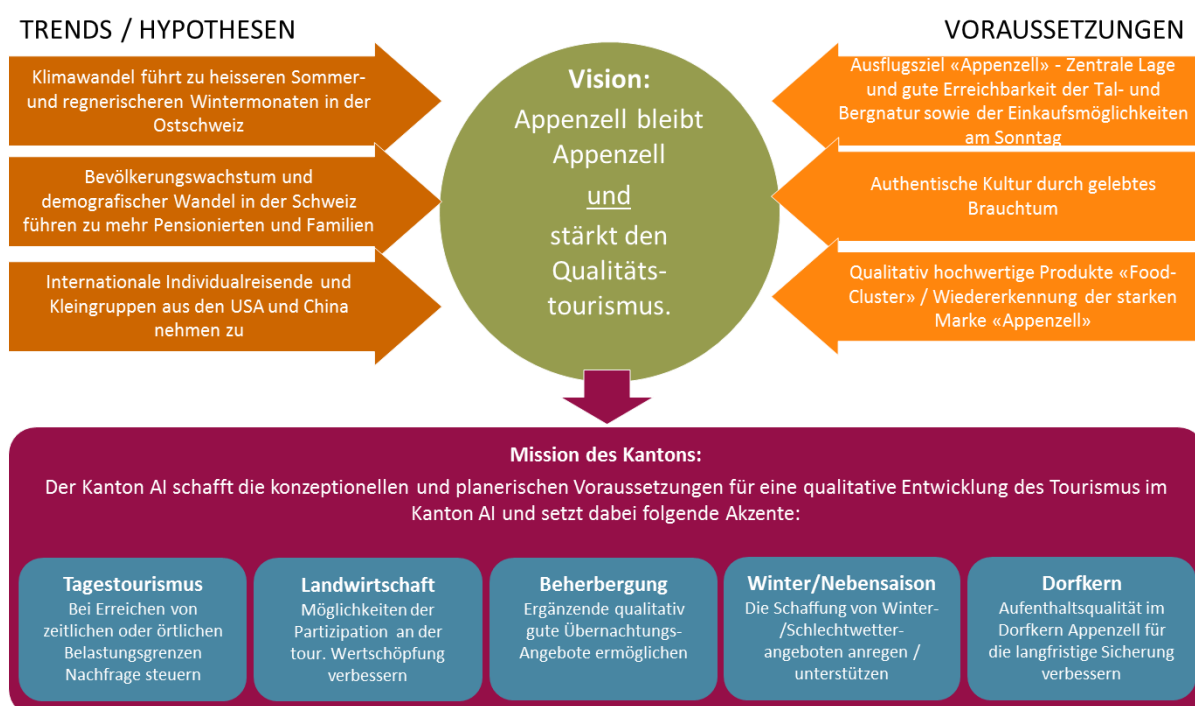 TRENDS / HYPOTHESEN
Klimawandel führt zu heisseren Sommer-
und regnerischeren Wintermonaten in der
Ostschweiz
Bevölkerungswachstum und
demografischer Wandel in der Schweiz
führen zu mehr Pensionierten und Familien
Internationale Individualreisende und
Kleingruppen aus den USA und China
nehmen zu
Vision:
Appenzell bleibt
Appenzell
und
stärkt den
Qualitäts-
tourismus.
VORAUSSETZUNGEN
Ausflugsziel «Appenzell» - Zentrale Lage
und gute Erreichbarkeit der Tal- und
Bergnatur sowie der Einkaufsmöglichkeiten
am Sonntag
Authentische Kultur durch gelebtes
Brauchtum
Qualitativ hochwertige Produkte «Food-
Cluster» / Wiedererkennung der starken
Marke «Appenzell»
Mission des Kantons:
Der Kanton AI schafft die konzeptionellen und planerischen Voraussetzungen für eine qualitative Entwicklung des Tourismus im
Kanton AI und setzt dabei folgende Akzente:
Tagestourismus
Bei Erreichen von
zeitlichen oder örtlichen
Belastungsgrenzen
Nachfrage steuern
Landwirtschaft
Möglichkeiten der
Partizipation an der
tour. Wertschöpfung
verbessern
Beherbergung
Ergänzende qualitativ
gute Übernachtungs-
Angebote ermöglichen
Winter/Nebensaison
Die Schaffung von Winter-
/Schlechtwetter-
angeboten anregen /
unterstützen
Dorfkern
Aufenthaltsqualität im
Dorfkern Appenzell für
die langfristige Sicherung
verbessern